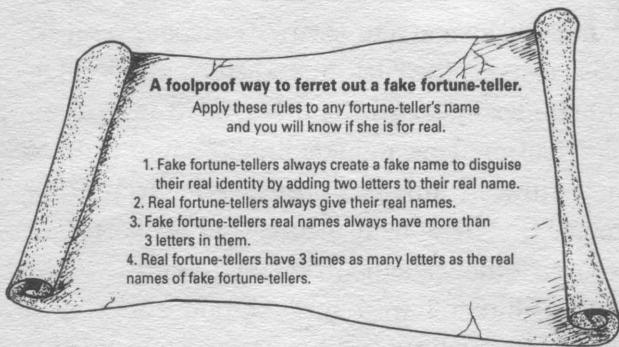 A foolproof way to ferret out a fake fortune-teller.
Apply these rules to any fortune-teller's name
and you will know if she is for real.
1. Fake fortune-tellers always create a fake name to disguise
their real identity by adding two letters to their real name.
2. Real fortune-tellers always give their real names.
3. Fake fortune-tellers real names always have more than
3 letters in them.
4. Real fortune-tellers have 3 times as many letters as the real
names of fake fortune-tellers.